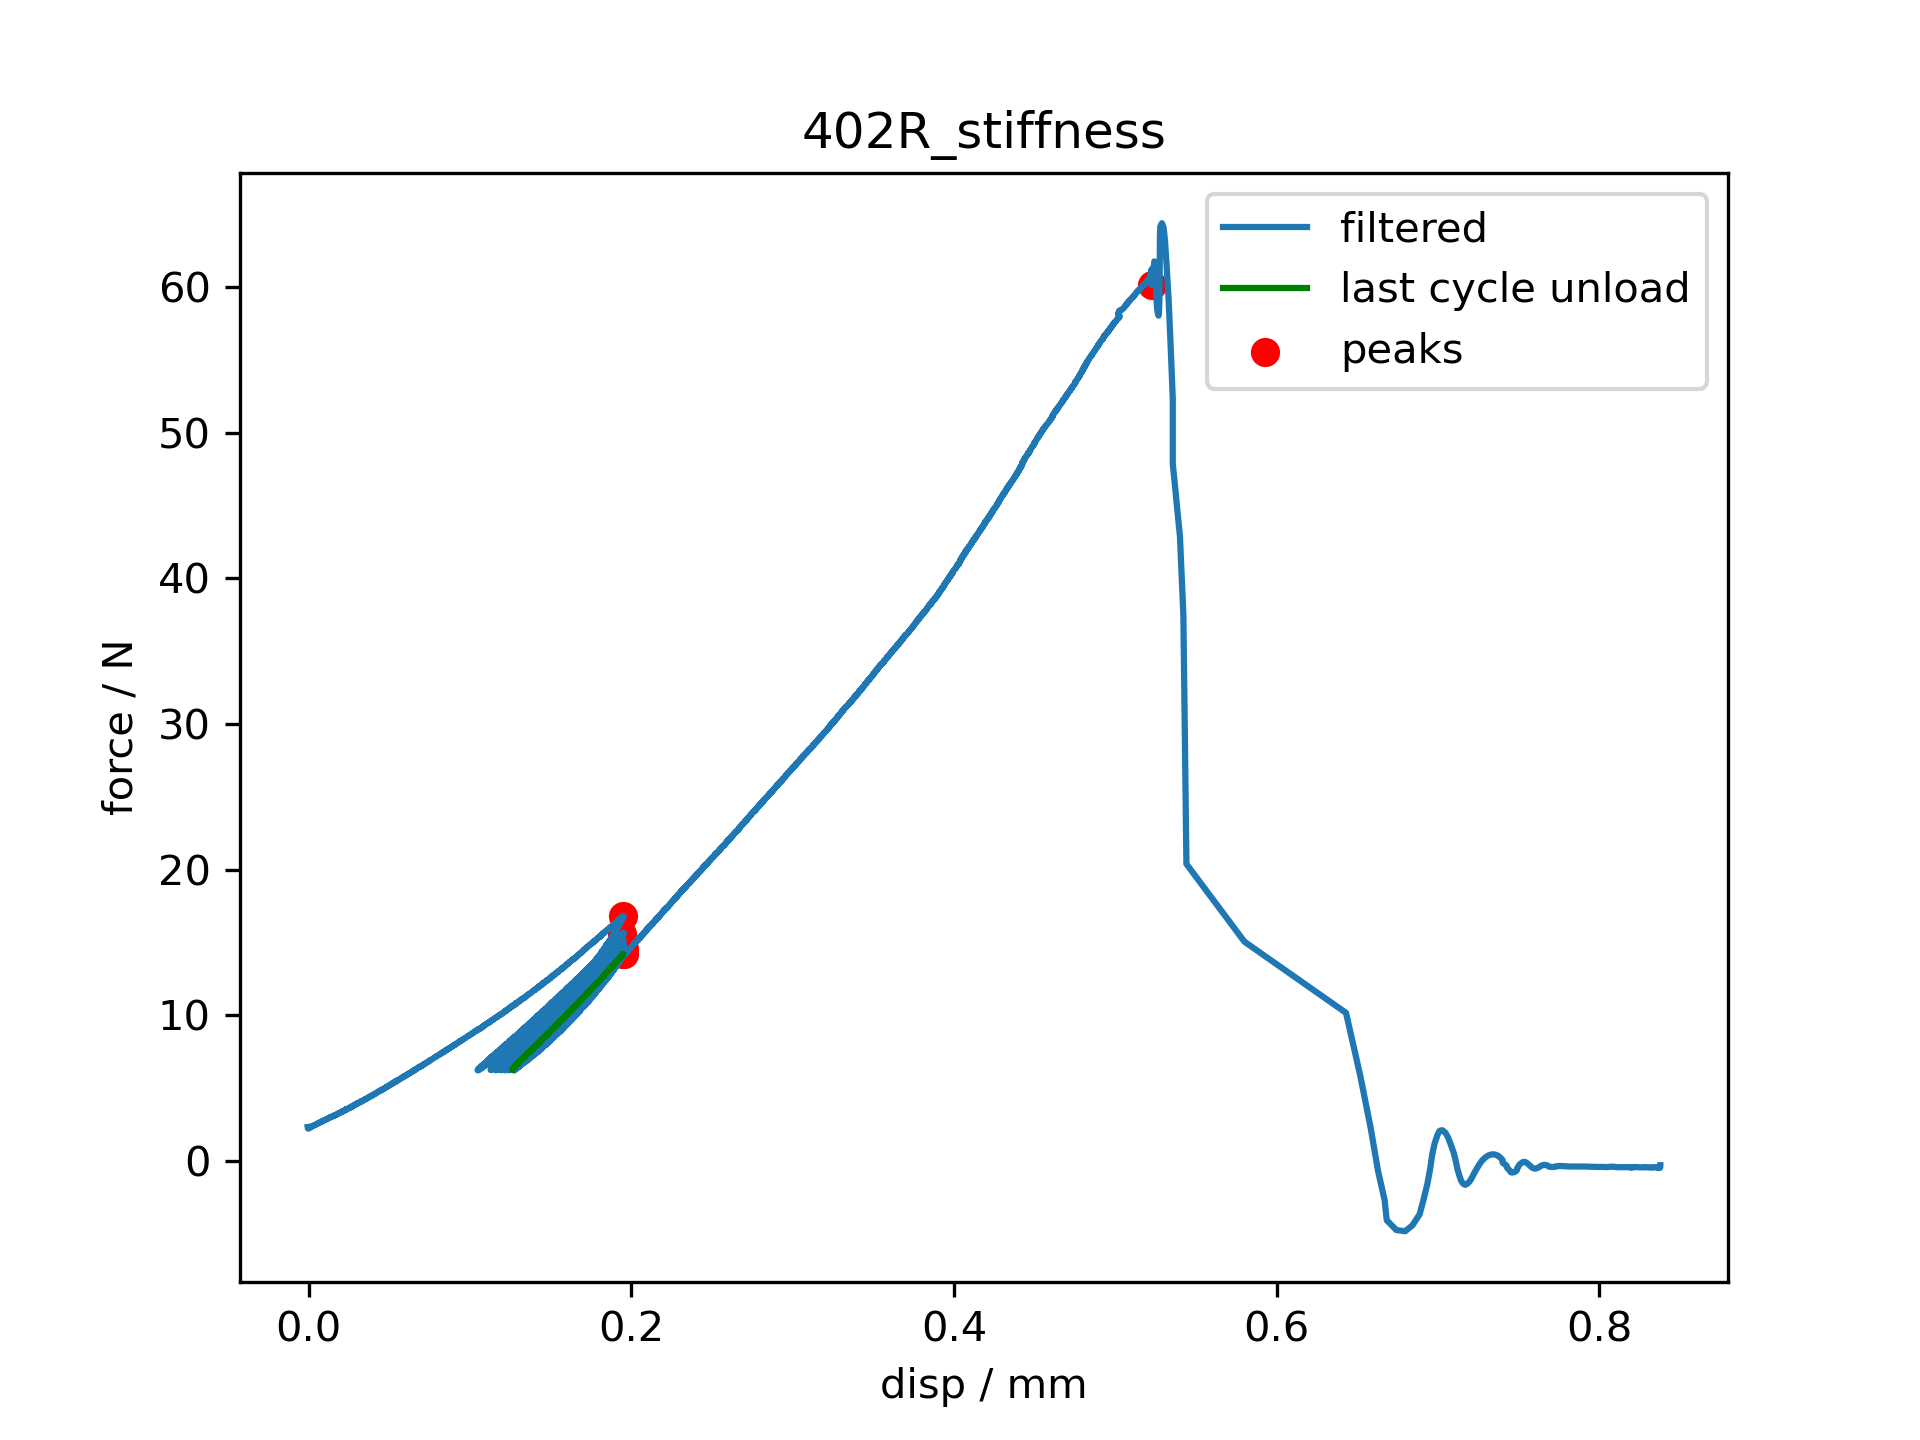 402R_stiffness
filtered
last cycle unload
peaks
60
50
40
30
20
10
0
force / N
0.0 0.2 0.4 0.6 0.8
disp / mm